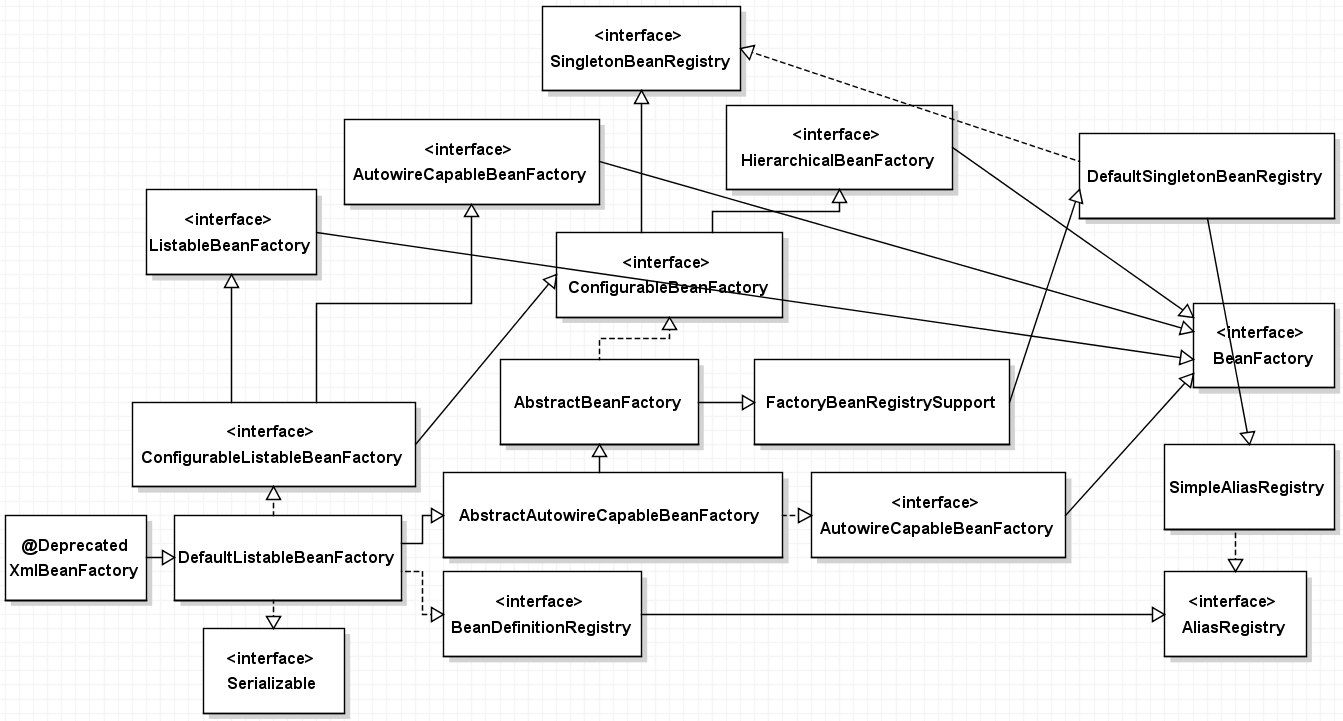 <interface>
SingletonBeanRegistry
<interface>
HierarchicalBeanFactory
<interface>
AutowireCapableBeanFactory
DefaultSingletonBeanRegistry
<interface>
ListableBeanFactory
<interface>
ConfigurableBeanFactory
<interface>
BeanFactory
AbstractBeanFactory
FactoryBeanRegistrySupport
<interface>
ConfigurableListableBeanFactory
SimpleAliasRegistry
AbstractAutowireCapableBeanFactory
<interface>
AutowireCapableBeanFactory
@Deprecated
XmlBeanFactory
DefaultListableBeanFactory
<interface>
BeanDefinitionRegistry
<interface>
AliasRegistry
<interface>
Serializable